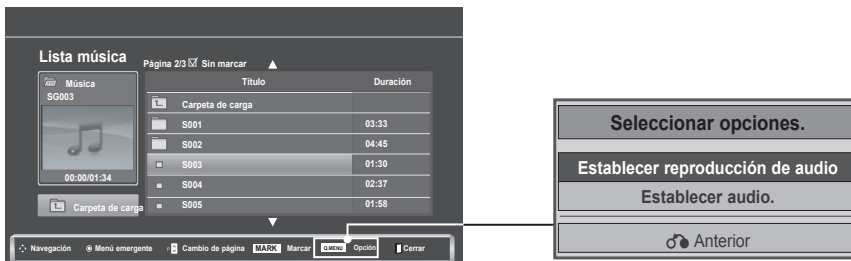 Lista música
Página 2/3 Sin marcar
Música
SG003
00:00/01:34
Carpeta de carga
Título Duración
Carpeta de carga
S001 03:33
S002 04:45
S003 01:30
S004 02:37
S005 01:58
Navegación Menú emergente Cambio de página MARK Marcar Q.MENU Opción Cerrar
Seleccionar opciones.
Establecer reproducción de audio
Establecer audio.
Anterior